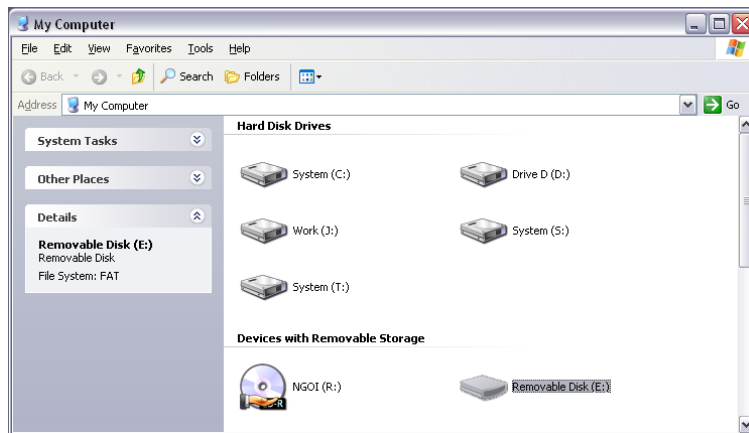 My Computer
File Edit View Favorites Tools Help
Back Search Folders
Address My Computer Go
System Tasks
Other Places
Details
Removable Disk (E:)
Removable Disk
File System: FAT
Hard Disk Drives
System (C:) Drive D (D:)
Work (J:) System (S:)
System (T:)
Devices with Removable Storage
NGOI (R:) Removable Disk (E:)